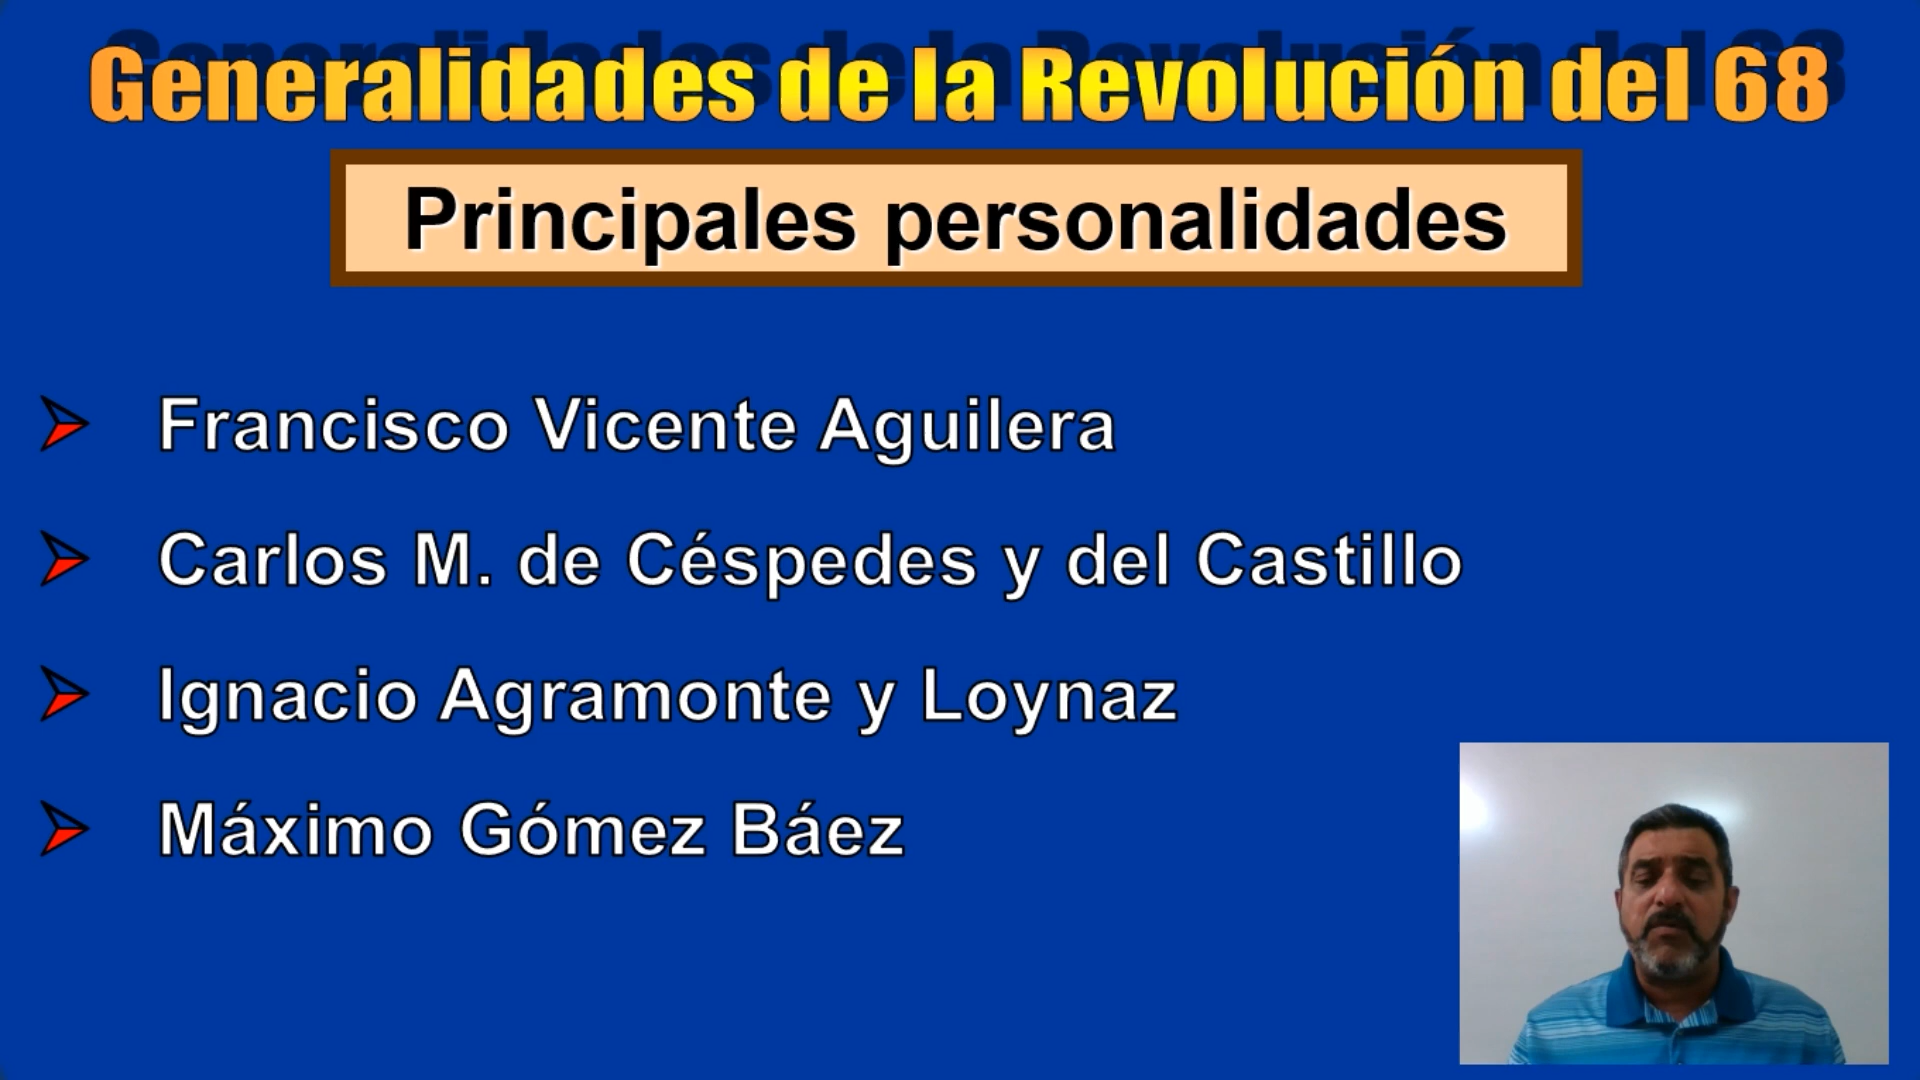 Generalidades de la Revolución del 68
Principales personalidades
Francisco Vicente Aguilera
Carlos M. de Céspedes y del Castillo
Ignacio Agramonte y Loynaz
Máximo Gómez Báez